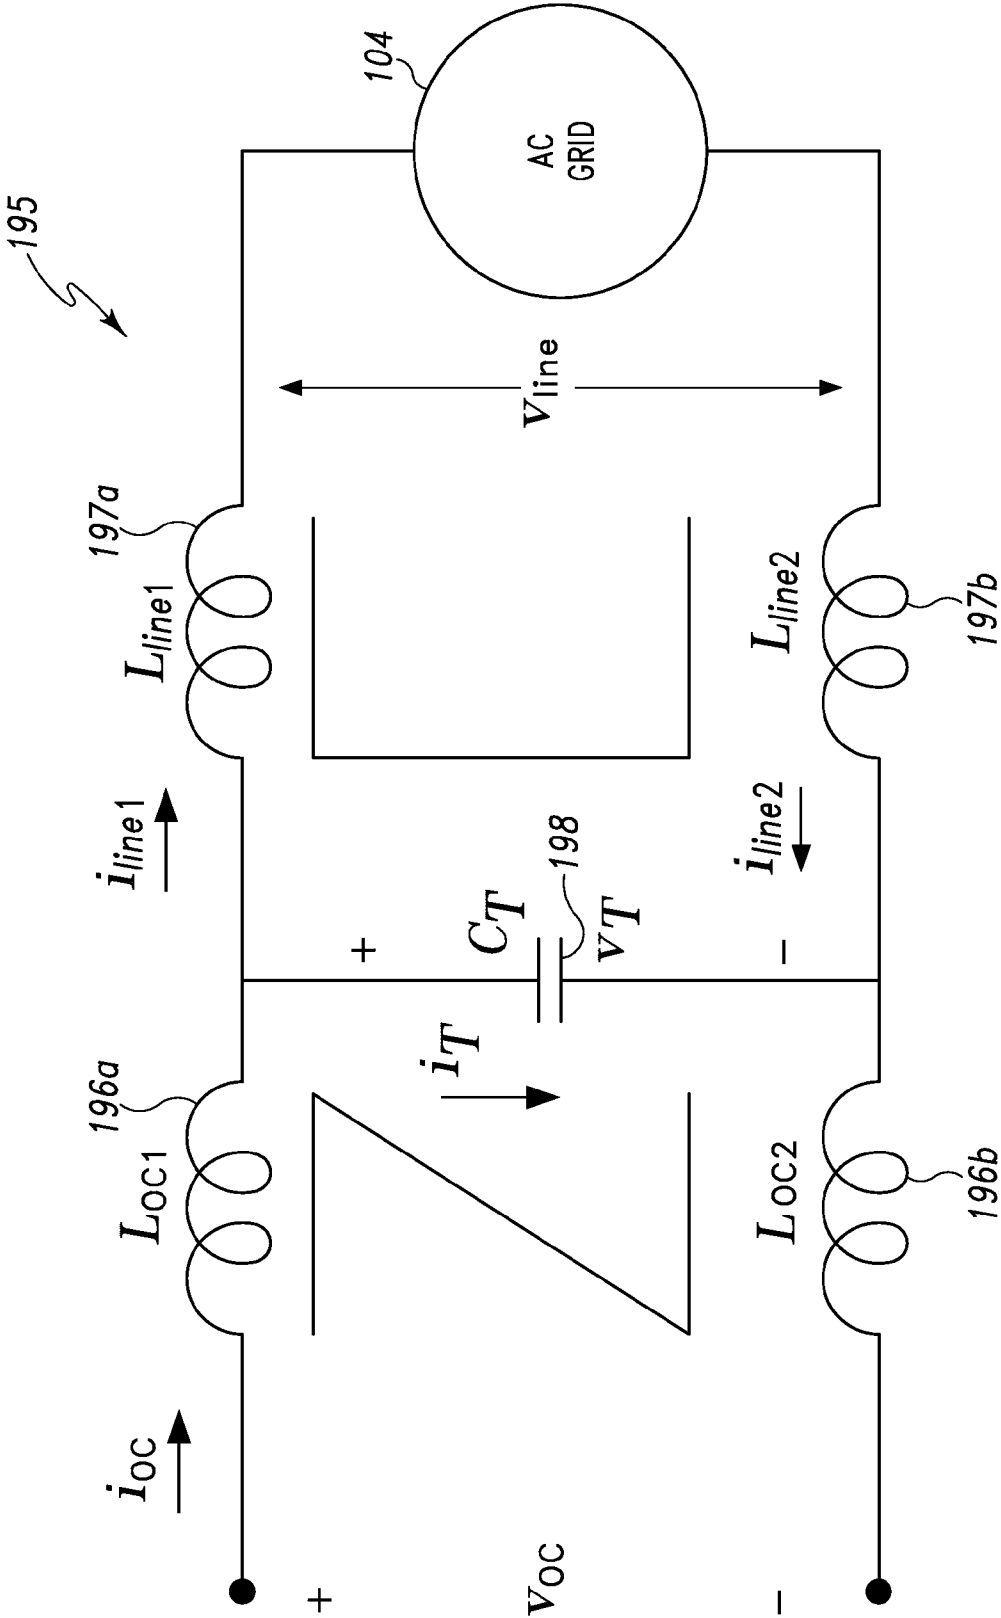 195
196a
197a
i_OC
L_OC1
i_line1
L_line1
104
+
+
i_T
C_T
v_OC
v_line
AC
GRID
198
v_T
−
−
L_OC2
i_line2
L_line2
196b
197b